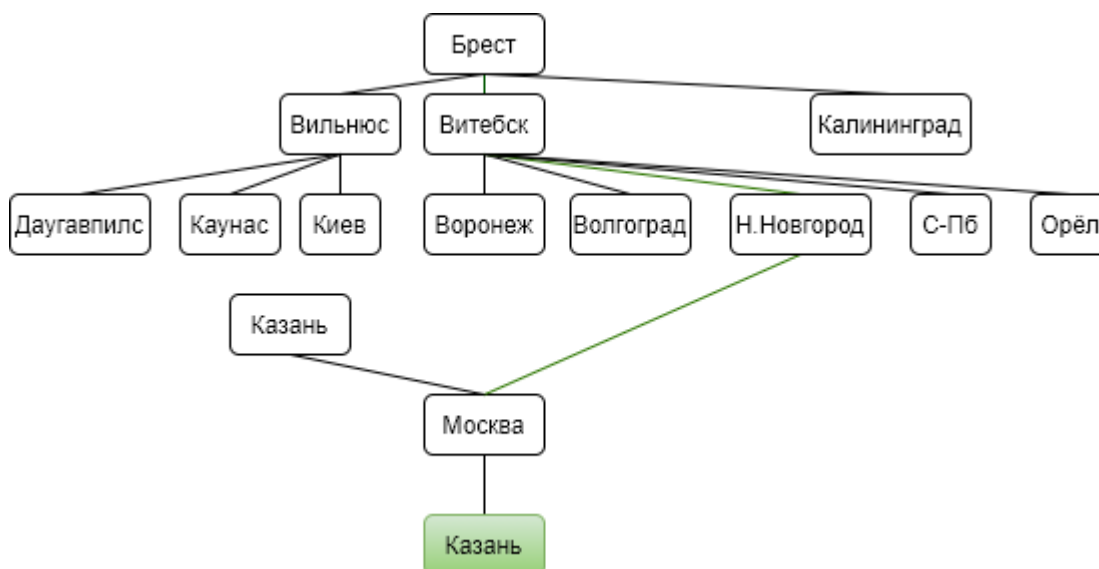 Брест
Вильнюс
Витебск
Калининград
Даугавпилс
Каунас
Киев
Воронеж
Волгоград
Н.Новгород
С-Пб
Орёл
Казань
Москва
Казань